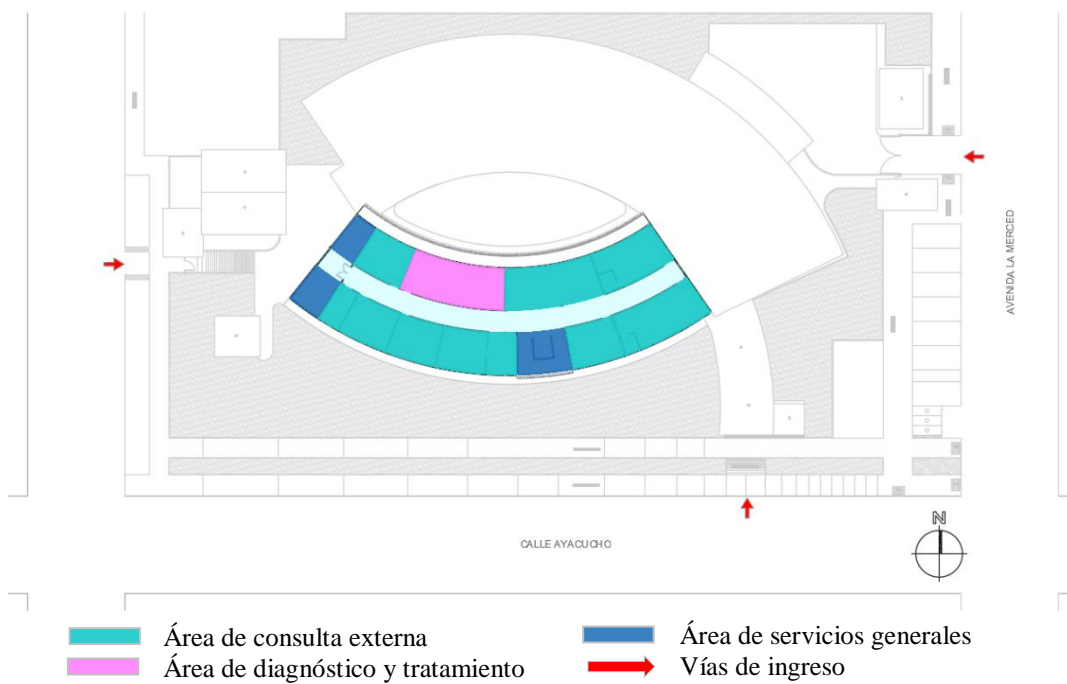 AVENIDA LA MERCED
N
CALLE AYACUCHO
Área de consulta externa
Área de servicios generales
Área de diagnóstico y tratamiento
Vías de ingreso